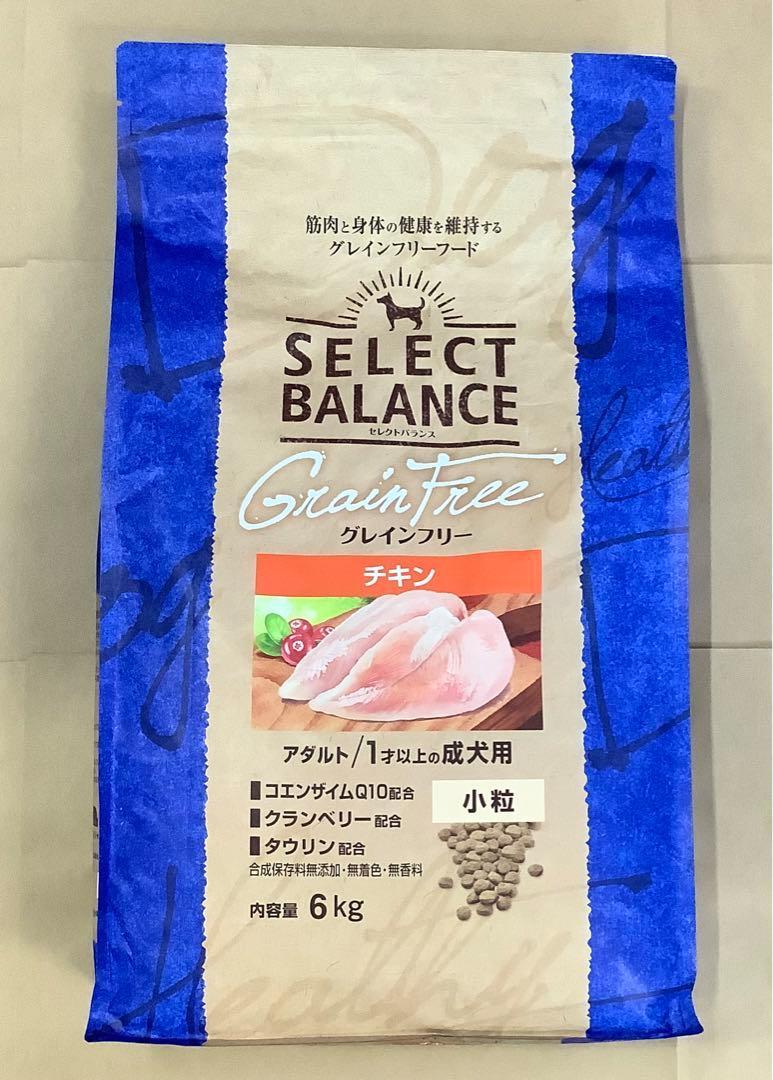 筋肉と身体の健康を維持する
グレインフリーフード
SELECT
BALANCE
セレクトバランス
Grain Free
グレインフリー
チキン
アダルト/1才以上の成犬用
コエンザイムQ10配合
小粒
クランベリー配合
タウリン配合
合成保存料無添加・無着色・無香料
内容量 6kg
Dog
Healthy